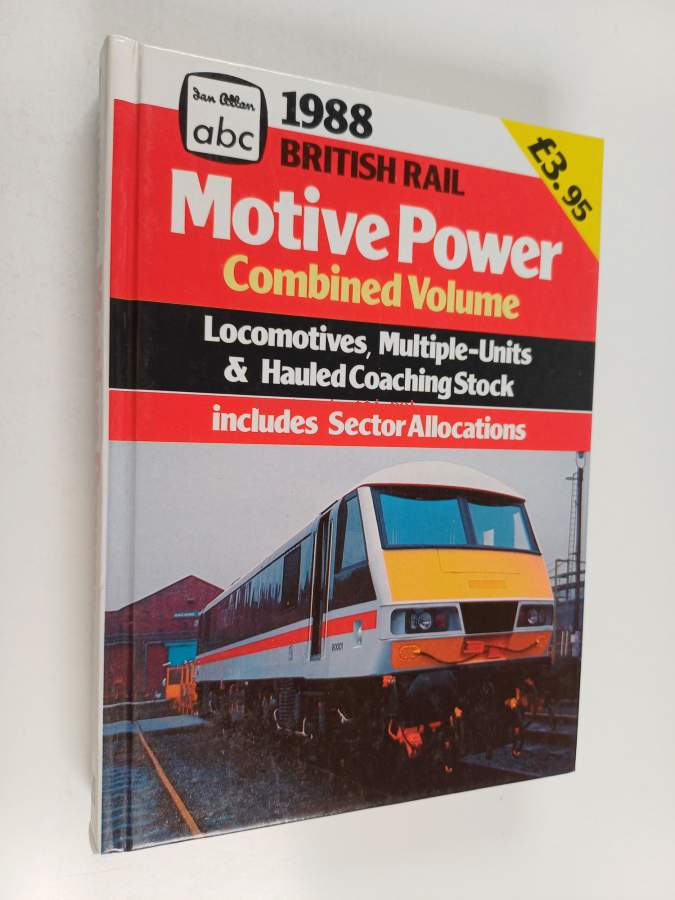 Ian Allan
abc
1988
BRITISH RAIL
£3.95
Motive Power
Combined Volume
Locomotives, Multiple-Units
& Hauled Coaching Stock
includes Sector Allocations
90001